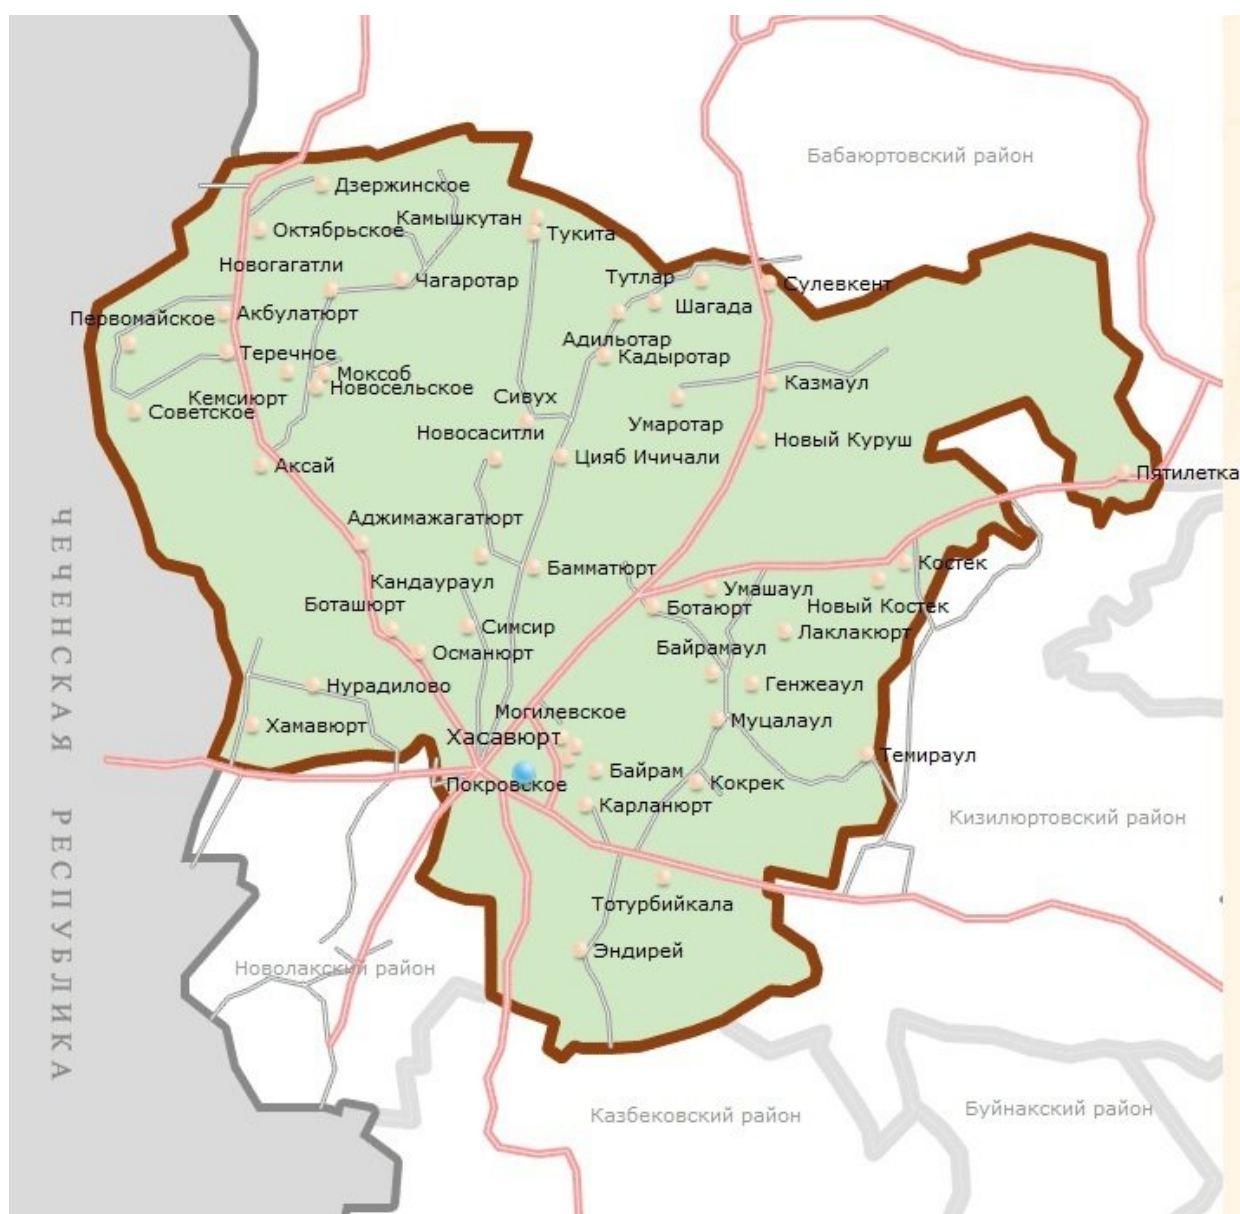 Бабаюртовский район
Дзержинское
Камышкутан
Октябрьское
Тукита
Новогагатли
Чагаротар
Тутлар
Сулевкент
Шагада
Первомайское
Акбулатюрт
Адильотар
Теречное
Кадыротар
Моксоб
Казмаул
Новосельское
Кемсиюрт
Сивух
Советское
Умаротар
Новосаситли
Новый Куруш
Аксай
Цияб Ичичали
Пятилетка
Аджимажагатюрт
Костек
Бамматюрт
Кандаураул
Умашаул
Боташюрт
Ботаюрт
Новый Костек
Симсир
Лаклакюрт
Байрамаул
Османюрт
Нурадилово
Генжеаул
Могилевское
Муцалаул
Хамавюрт
Хасавюрт
Темираул
Байрам
Покровское
Кокрек
Карланюрт
Кизилюртовский район
Тотурбийкала
Эндирей
Новолакский район
Казбековский район
Буйнакский район
ЧЕЧЕНСКАЯ РЕСПУБЛИКА